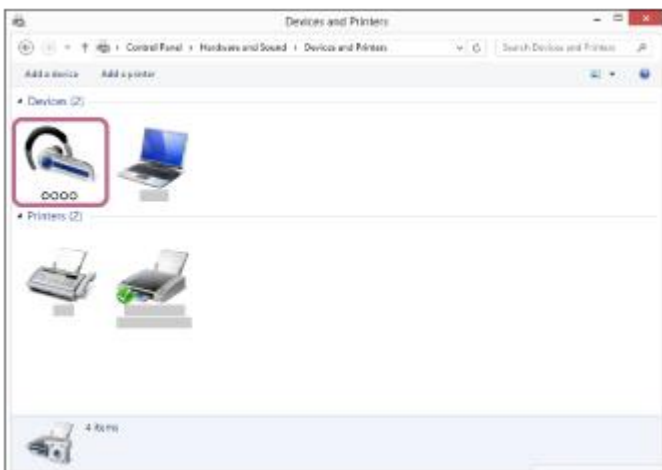 Devices and Printers
Control Panel › Hardware and Sound › Devices and Printers
Search Devices and Printers
Add a device Add a printer
Devices (2)
oooo
Printers (2)
4 items